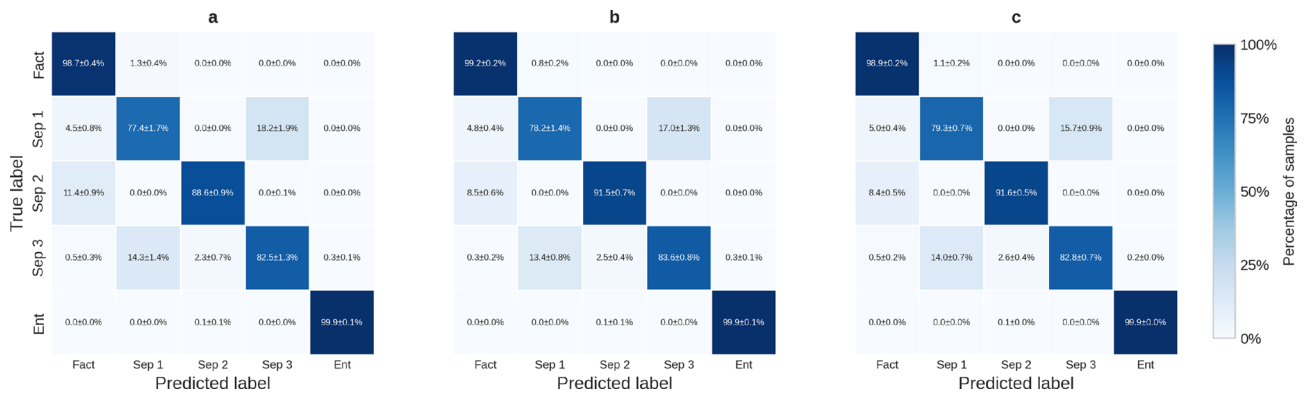 a
b
c
Fact
98.7±0.4%
1.3±0.4%
0.0±0.0%
0.0±0.0%
0.0±0.0%
Sep 1
4.5±0.8%
77.4±1.7%
0.0±0.0%
18.2±1.9%
0.0±0.0%
Sep 2
11.4±0.9%
0.0±0.0%
88.6±0.9%
0.0±0.1%
0.0±0.0%
Sep 3
0.5±0.3%
14.3±1.4%
2.3±0.7%
82.5±1.3%
0.3±0.1%
Ent
0.0±0.0%
0.0±0.0%
0.1±0.1%
0.0±0.0%
99.9±0.1%
True label
Fact
Sep 1
Sep 2
Sep 3
Ent
Predicted label
99.2±0.2%
0.8±0.2%
0.0±0.0%
0.0±0.0%
0.0±0.0%
4.8±0.4%
78.2±1.4%
0.0±0.0%
17.0±1.3%
0.0±0.0%
8.5±0.6%
0.0±0.0%
91.5±0.7%
0.0±0.0%
0.0±0.0%
0.3±0.2%
13.4±0.8%
2.5±0.4%
83.6±0.8%
0.3±0.1%
0.0±0.0%
0.0±0.0%
0.1±0.1%
0.0±0.0%
99.9±0.1%
Fact
Sep 1
Sep 2
Sep 3
Ent
Predicted label
98.9±0.2%
1.1±0.2%
0.0±0.0%
0.0±0.0%
0.0±0.0%
5.0±0.4%
79.3±0.7%
0.0±0.0%
15.7±0.9%
0.0±0.0%
8.4±0.5%
0.0±0.0%
91.6±0.5%
0.0±0.0%
0.0±0.0%
0.5±0.2%
14.0±0.7%
2.6±0.4%
82.8±0.7%
0.2±0.0%
0.0±0.0%
0.0±0.0%
0.1±0.0%
0.0±0.0%
99.9±0.0%
Fact
Sep 1
Sep 2
Sep 3
Ent
Predicted label
100%
75%
50%
25%
0%
Percentage of samples